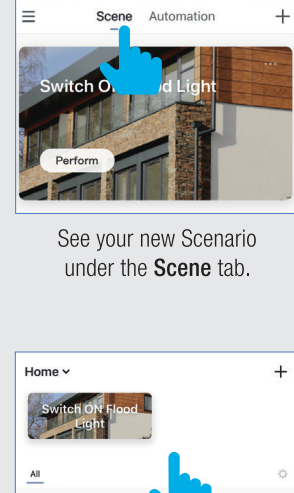 Scene Automation
Switch O d Light
Perform
See your new Scenario
under the Scene tab.
Home
Switch ON Flood
Light
All